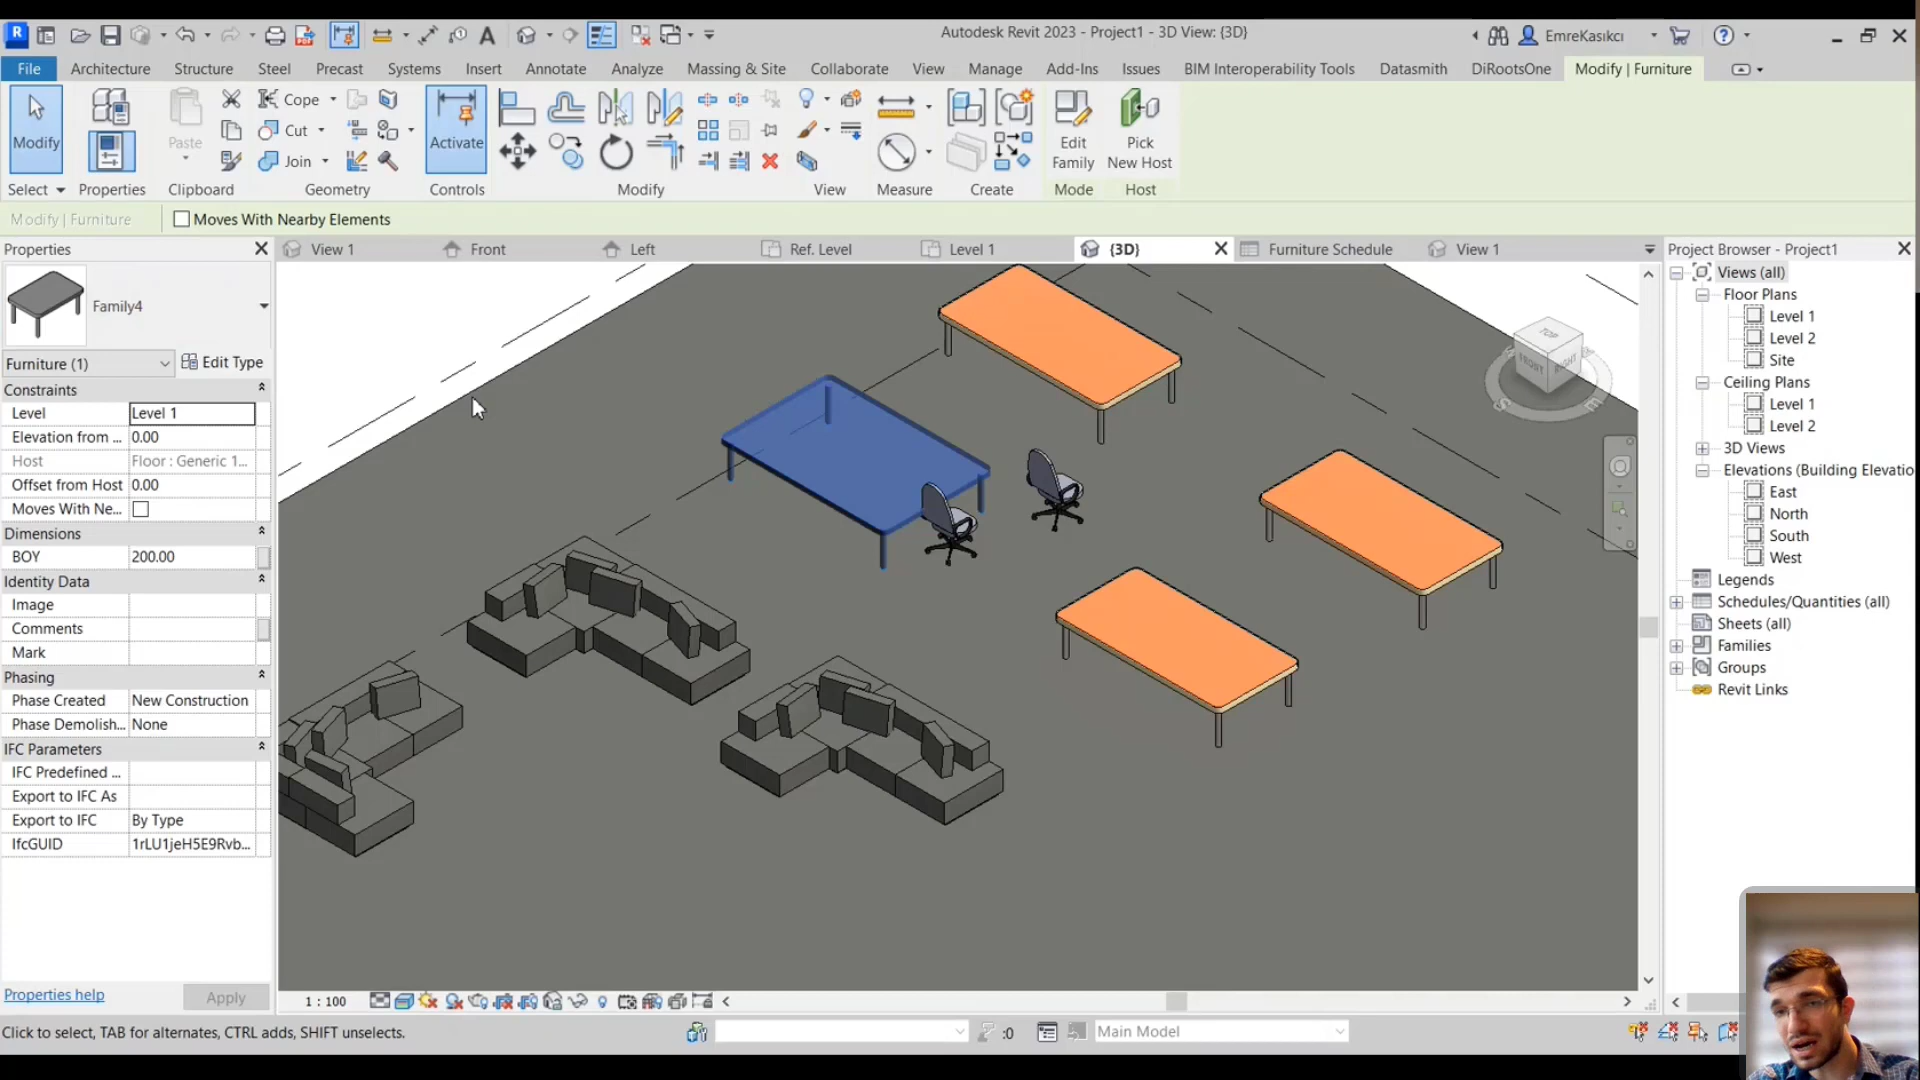 Autodesk Revit 2023 - Project1 - 3D View: {3D}
EmreKasıkcı
File Architecture Structure Steel Precast Systems Insert Annotate Analyze Massing & Site Collaborate View Manage Add-Ins Issues BIM Interoperability Tools Datasmith DiRootsOne Modify | Furniture
Modify
Paste
Cope
Cut
Join
Activate
Edit Family
Pick New Host
Select Properties Clipboard Geometry Controls Modify View Measure Create Mode Host
Modify | Furniture
Moves With Nearby Elements
Properties
View 1 Front Left Ref. Level Level 1 {3D} Furniture Schedule View 1
Project Browser - Project1
Family4
Furniture (1)
Edit Type
Constraints
Level Level 1
Elevation from ... 0.00
Host Floor : Generic 1...
Offset from Host 0.00
Moves With Ne...
Dimensions
BOY 200.00
Identity Data
Image
Comments
Mark
Phasing
Phase Created New Construction
Phase Demolish... None
IFC Parameters
IFC Predefined ...
Export to IFC As
Export to IFC By Type
IfcGUID 1rLU1jeH5E9Rvb...
Properties help
Apply
TOP
FRONT
RIGHT
S
Views (all)
Floor Plans
Level 1
Level 2
Site
Ceiling Plans
Level 1
Level 2
3D Views
Elevations (Building Elevatio
East
North
South
West
Legends
Schedules/Quantities (all)
Sheets (all)
Families
Groups
Revit Links
1 : 100
Click to select, TAB for alternates, CTRL adds, SHIFT unselects.
:0
Main Model